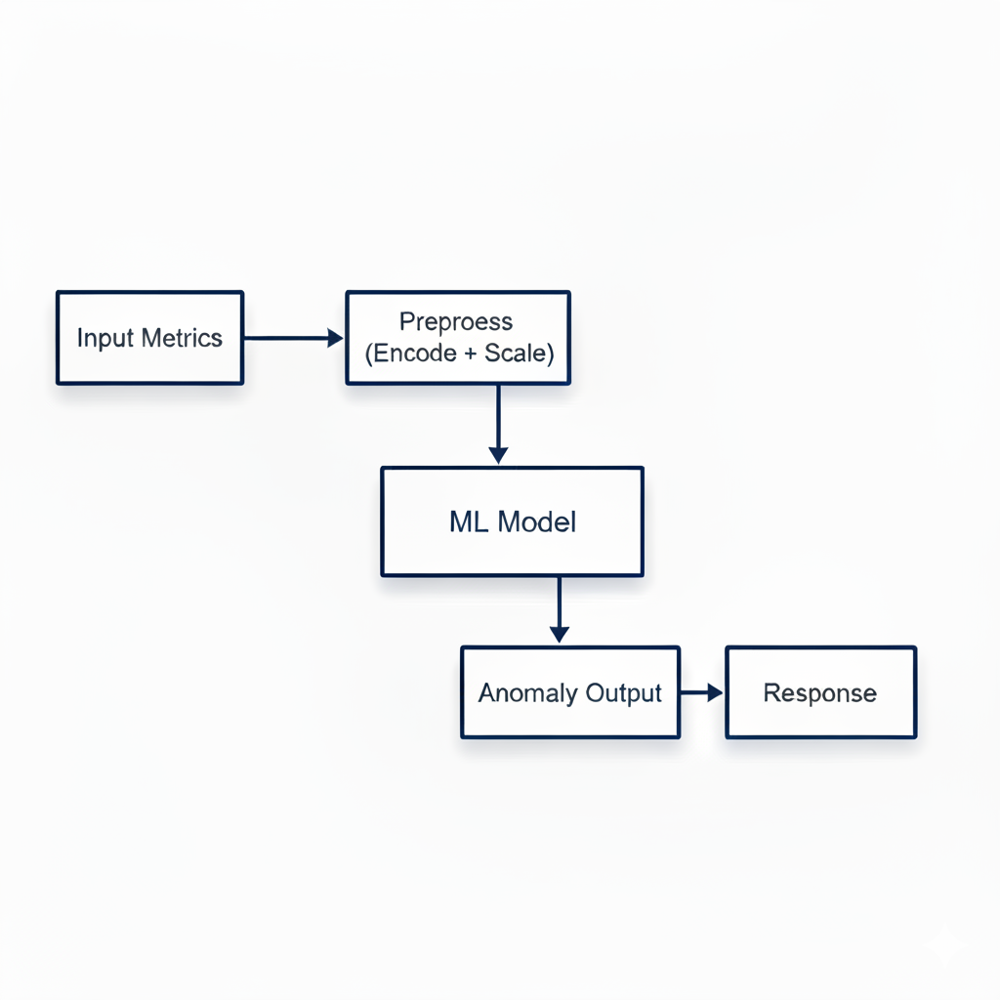 Input Metrics
Preproess
(Encode + Scale)
ML Model
Anomaly Output
Response